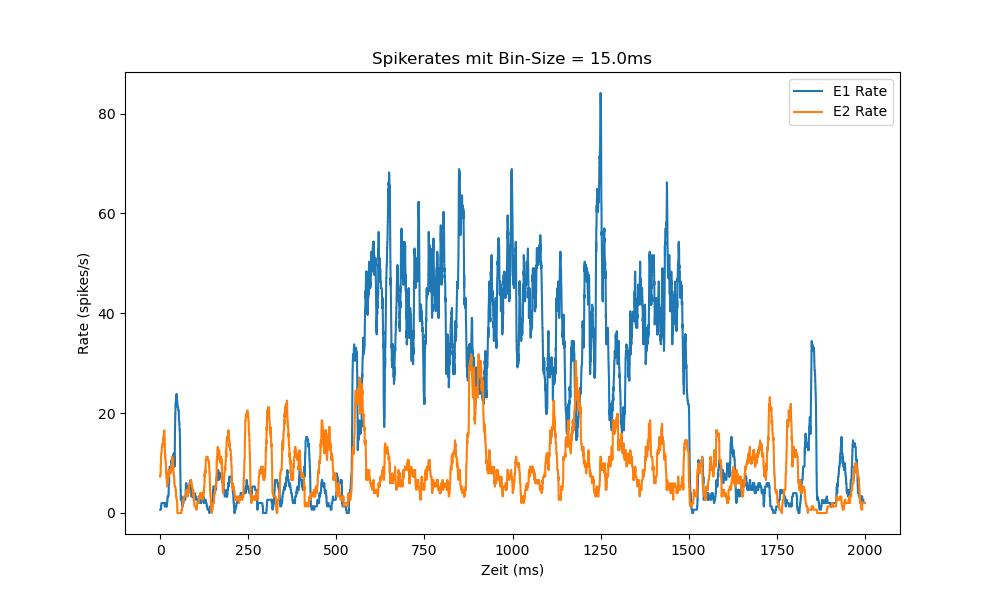 Spikerates mit Bin-Size = 15.0ms
E1 Rate
E2 Rate
80
60
40
20
0
Rate (spikes/s)
0 250 500 750 1000 1250 1500 1750 2000
Zeit (ms)